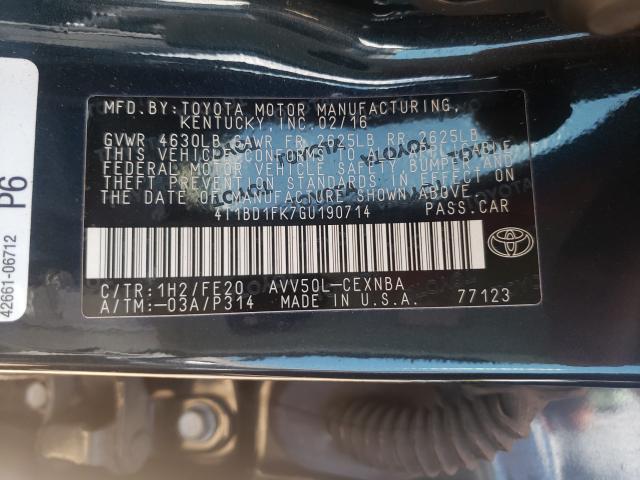 MFD.BY:TOYOTA MOTOR MANUFACTURING,
KENTUCKY,INC.02/16
GVWR 4630LB GAWR FR 2625LB RR 2625LB
THIS VEHICLE CONFORMS TO ALL APPLICABLE
FEDERAL MOTOR VEHICLE SAFETY, BUMPER, AND
THEFT PREVENTION STANDARDS IN EFFECT ON
THE DATE OF MANUFACTURE SHOWN ABOVE.
4T1BD1FK7GU190714 PASS.CAR
C/TR:1H2/FE20 AVV50L-CEXNBA
A/TM:-03A/P314 MADE IN U.S.A. 77123
P6
42661-06712